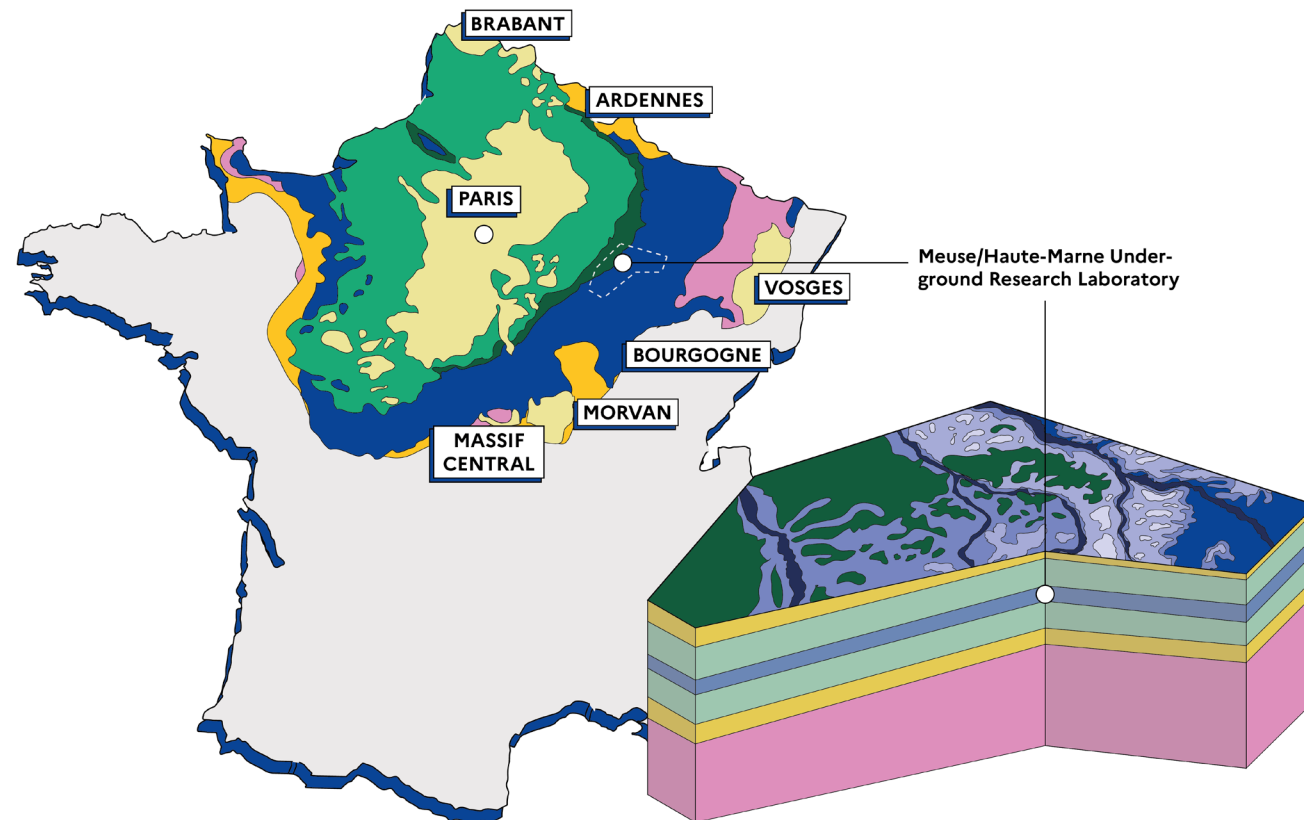 BRABANT
ARDENNES
PARIS
Meuse/Haute-Marne Under-
ground Research Laboratory
VOSGES
BOURGOGNE
MORVAN
MASSIF
CENTRAL